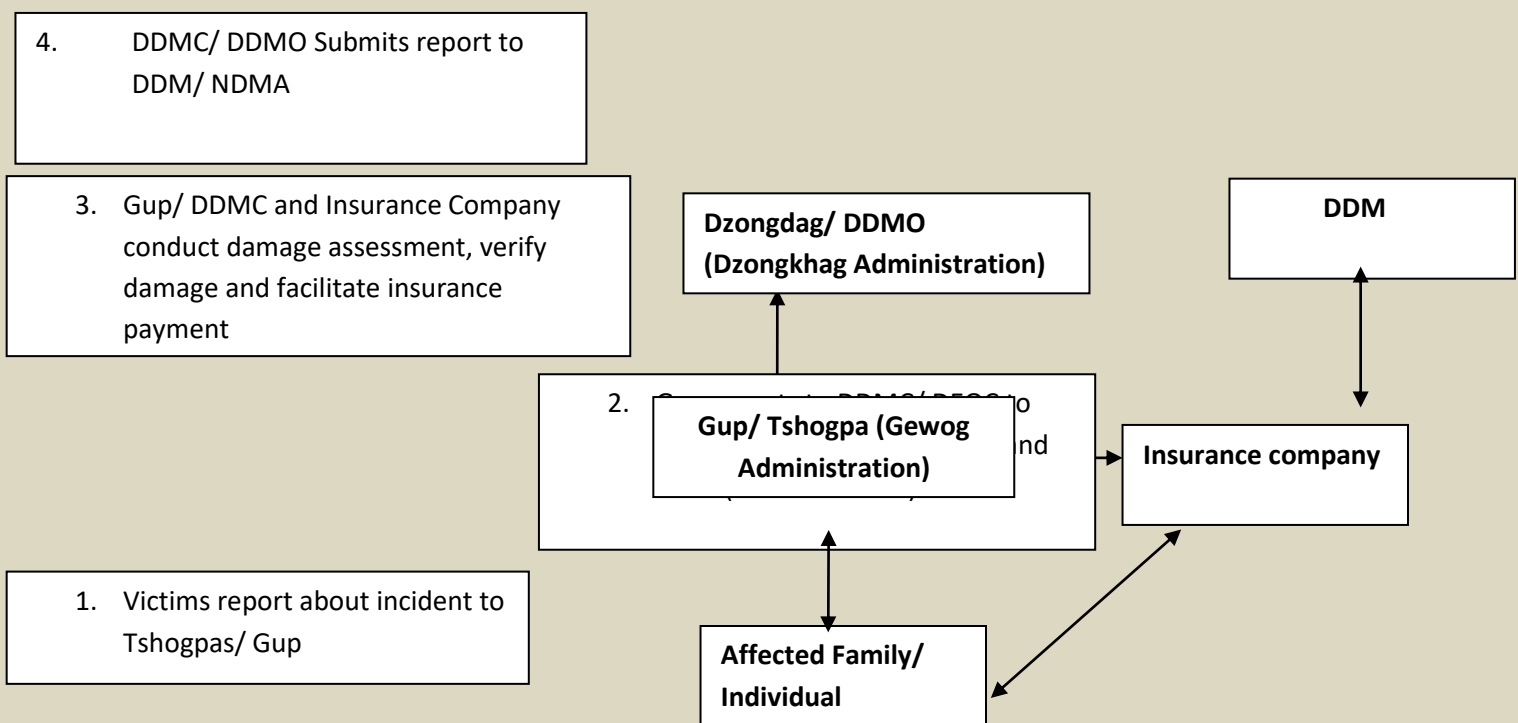 4. DDMC/ DDMO Submits report to
DDM/ NDMA
3. Gup/ DDMC and Insurance Company
conduct damage assessment, verify
damage and facilitate insurance
payment
Dzongdag/ DDMO
(Dzongkhag Administration)
DDM
2. to
and
Gup/ Tshogpa (Gewog
Administration)
Insurance company
1. Victims report about incident to
Tshogpas/ Gup
Affected Family/
Individual